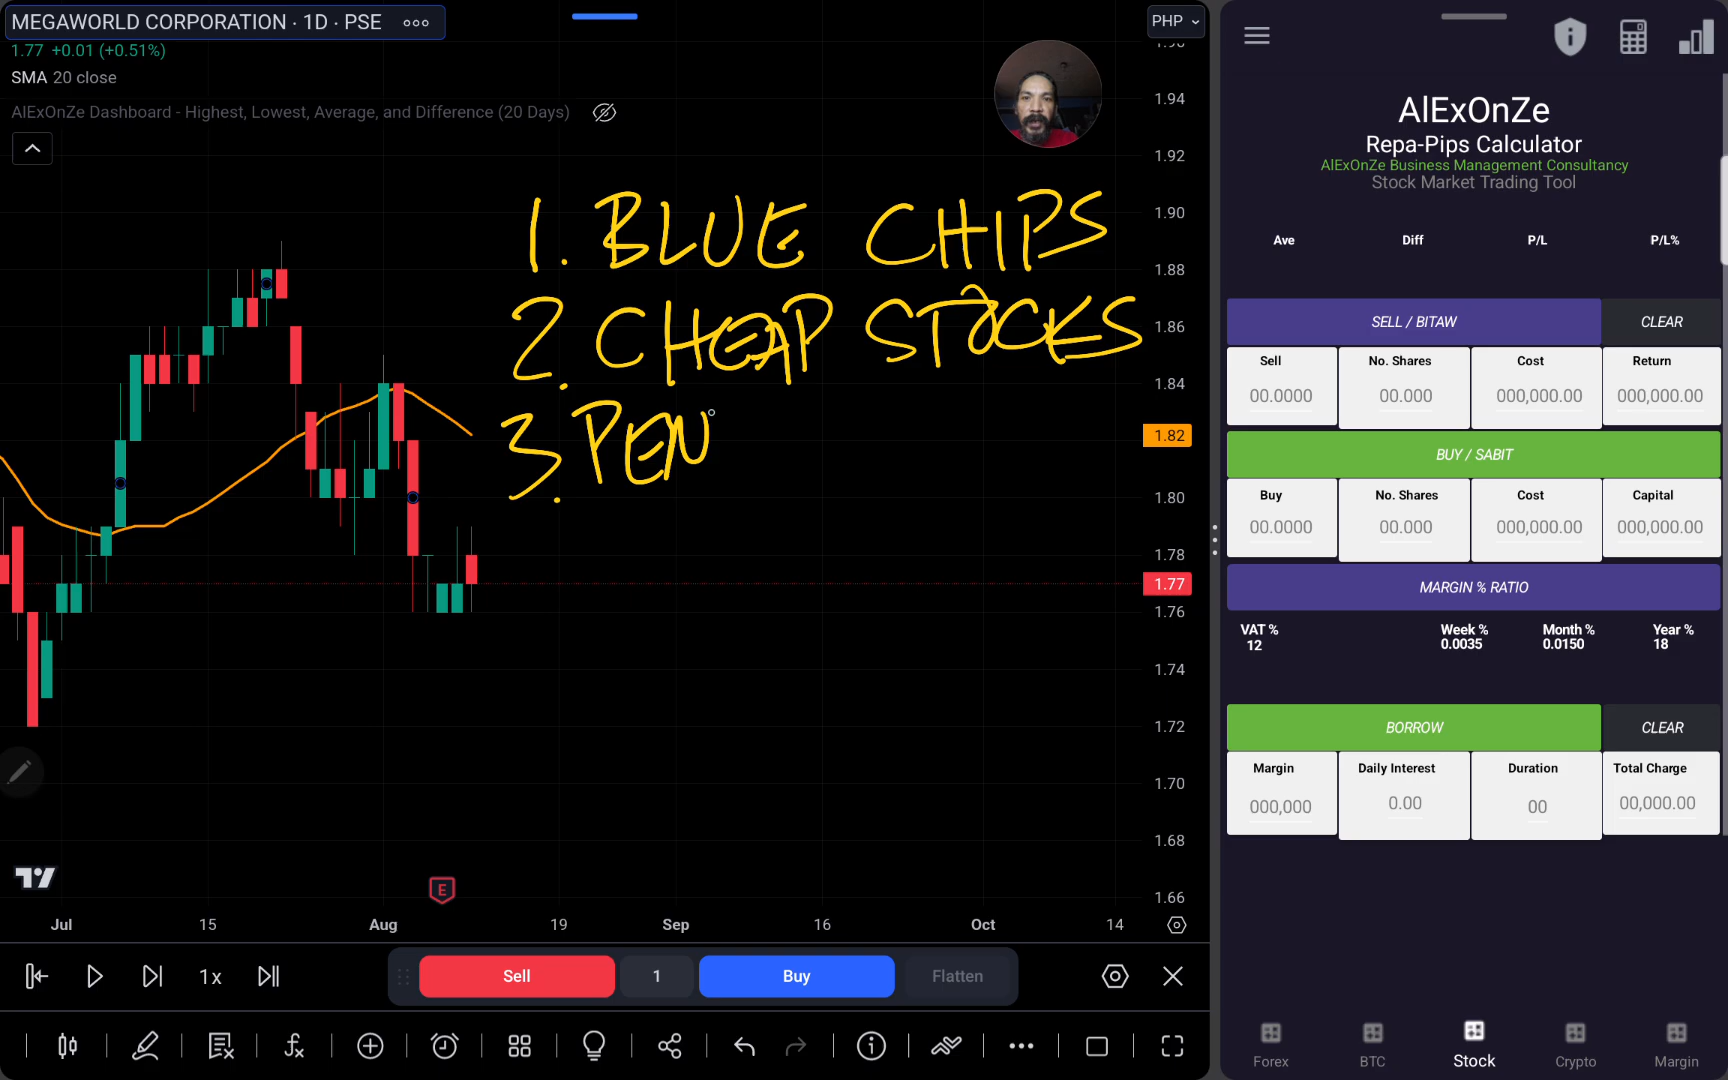 MEGAWORLD CORPORATION · 1D · PSE
PHP
1.77 +0.01 (+0.51%)
SMA 20 close
AlExOnZe Dashboard - Highest, Lowest, Average, and Difference (20 Days)
1. BLUE CHIPS
2. CHEAP STOCKS
3. PEN
1.94
1.92
1.90
1.88
1.86
1.84
1.82
1.80
1.78
1.77
1.76
1.74
1.72
1.70
1.68
1.66
E
Jul 15 Aug 19 Sep 16 Oct 14
1x
Sell 1 Buy Flatten
AlExOnZe
Repa-Pips Calculator
AlExOnZe Business Management Consultancy
Stock Market Trading Tool
Ave Diff P/L P/L%
SELL / BITAW CLEAR
Sell No. Shares Cost Return
00.0000 00.000 000,000.00 000,000.00
BUY / SABIT
Buy No. Shares Cost Capital
00.0000 00.000 000,000.00 000,000.00
MARGIN % RATIO
VAT % Week % Month % Year %
12 0.0035 0.0150 18
BORROW CLEAR
Margin Daily Interest Duration Total Charge
000,000 0.00 00 00,000.00
Forex BTC Stock Crypto Margin